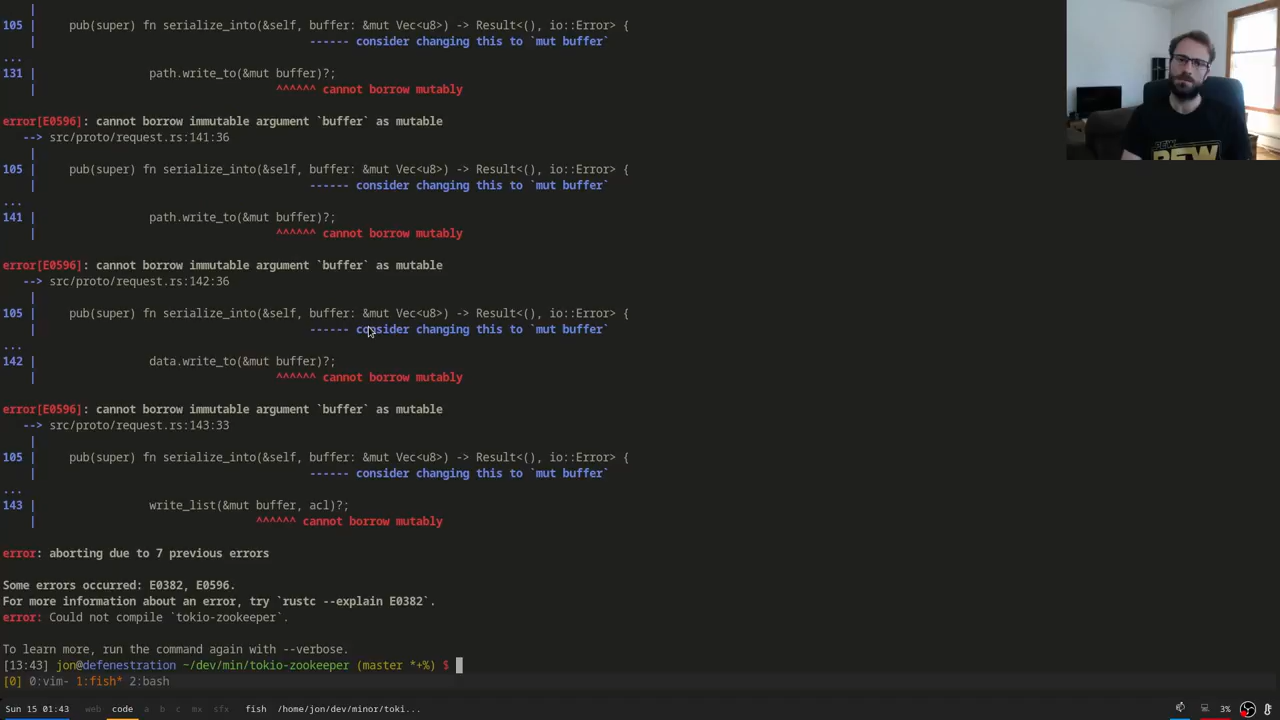 |
105 |     pub(super) fn serialize_into(&self, buffer: &mut Vec<u8>) -> Result<(), io::Error> {
|                                         ------ consider changing this to `mut buffer`
...
131 |                 path.write_to(&mut buffer)?;
|                                    ^^^^^^ cannot borrow mutably
error[E0596]: cannot borrow immutable argument `buffer` as mutable
--> src/proto/request.rs:141:36
|
105 |     pub(super) fn serialize_into(&self, buffer: &mut Vec<u8>) -> Result<(), io::Error> {
|                                         ------ consider changing this to `mut buffer`
...
141 |                 path.write_to(&mut buffer)?;
|                                    ^^^^^^ cannot borrow mutably
error[E0596]: cannot borrow immutable argument `buffer` as mutable
--> src/proto/request.rs:142:36
|
105 |     pub(super) fn serialize_into(&self, buffer: &mut Vec<u8>) -> Result<(), io::Error> {
|                                         ------ consider changing this to `mut buffer`
...
142 |                 data.write_to(&mut buffer)?;
|                                    ^^^^^^ cannot borrow mutably
error[E0596]: cannot borrow immutable argument `buffer` as mutable
--> src/proto/request.rs:143:33
|
105 |     pub(super) fn serialize_into(&self, buffer: &mut Vec<u8>) -> Result<(), io::Error> {
|                                         ------ consider changing this to `mut buffer`
...
143 |                 write_list(&mut buffer, acl)?;
|                                 ^^^^^^ cannot borrow mutably
error: aborting due to 7 previous errors
Some errors occurred: E0382, E0596.
For more information about an error, try `rustc --explain E0382`.
error: Could not compile `tokio-zookeeper`.
To learn more, run the command again with --verbose.
[13:43] jon@defenestration ~/dev/min/tokio-zookeeper (master *+%) $
[0] 0:vim- 1:fish* 2:bash
Sun 15 01:43 web code a b c mx sfx fish /home/jon/dev/minor/toki... 3%
PEW
PEW